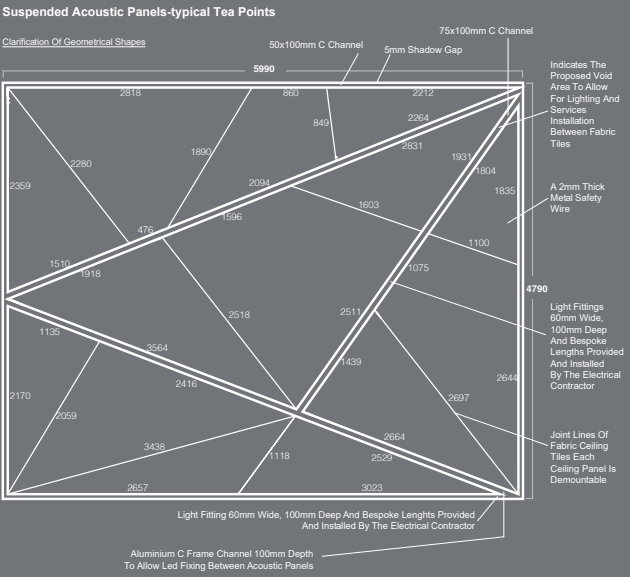 Suspended Acoustic Panels-typical Tea Points
Clarification Of Geometrical Shapes
75x100mm C Channel
50x100mm C Channel
5mm Shadow Gap
5990
2818
860
2212
849
2264
2831
1890
2280
2359
2094
1596
476
1510
1918
1603
1931
1804
1835
1100
1075
4790
2518
2511
1439
2644
2697
1135
3564
2416
2170
2059
3438
1118
2664
2529
2657
3023
Indicates The
Proposed Void
Area To Allow
For Lighting And
Services
Installation
Between Fabric
Tiles
A 2mm Thick
Metal Safety
Wire
Light Fittings
60mm Wide,
100mm Deep
And Bespoke
Lengths Provided
And Installed
By The Electrical
Contractor
Joint Lines Of
Fabric Ceiling
Tiles Each
Ceiling Panel Is
Demountable
Light Fitting 60mm Wide, 100mm Deep And Bespoke Lenghts Provided
And Installed By The Electrical Contractor
Aluminium C Frame Channel 100mm Depth
To Allow Led Fixing Between Acoustic Panels